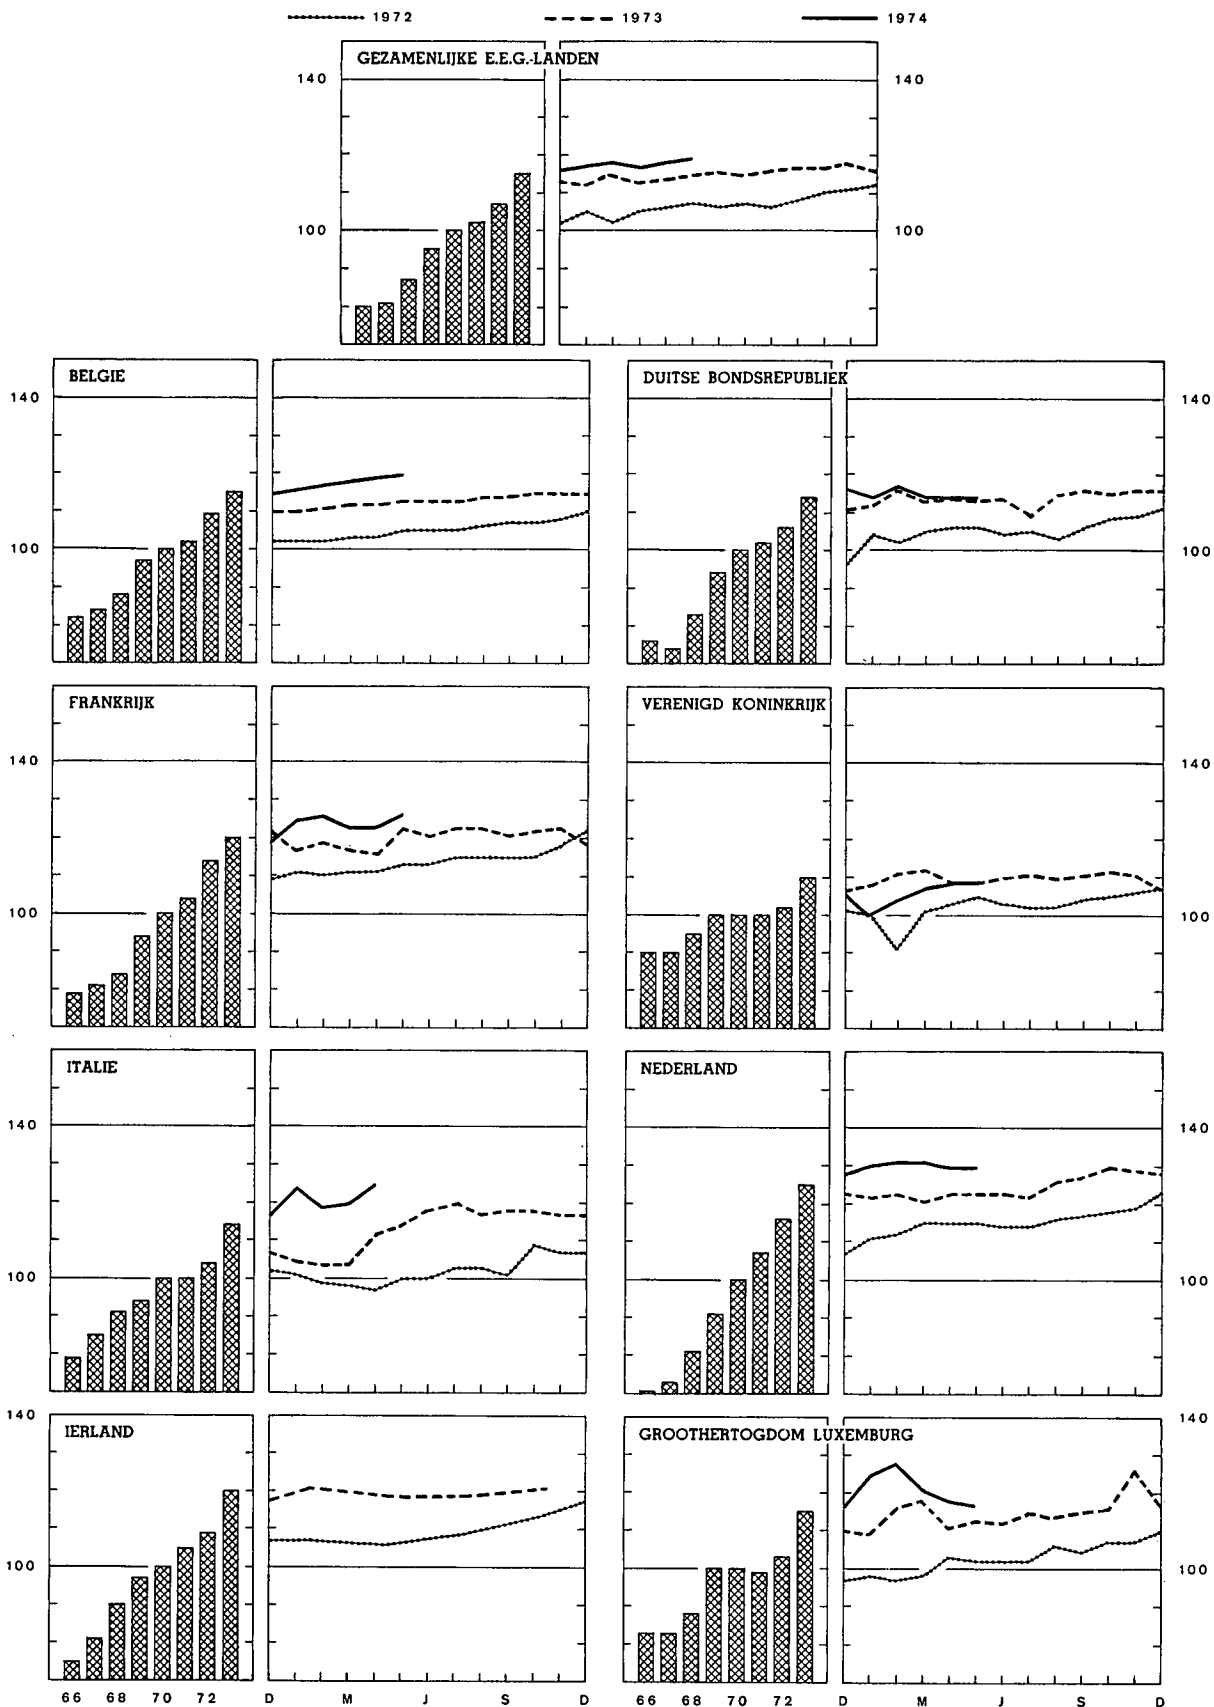 1972 1973 1974
GEZAMENLIJKE E.E.G.-LANDEN
140 140
100 100
BELGIE DUITSE BONDSREPUBLIEK
140 140
100 100
FRANKRIJK VERENIGD KONINKRIJK
140 140
100 100
ITALIE NEDERLAND
140 140
100 100
140 140
IERLAND GROOTHERTOGDOM LUXEMBURG
100 100
66 68 70 72 D M J S D 66 68 70 72 D M J S D